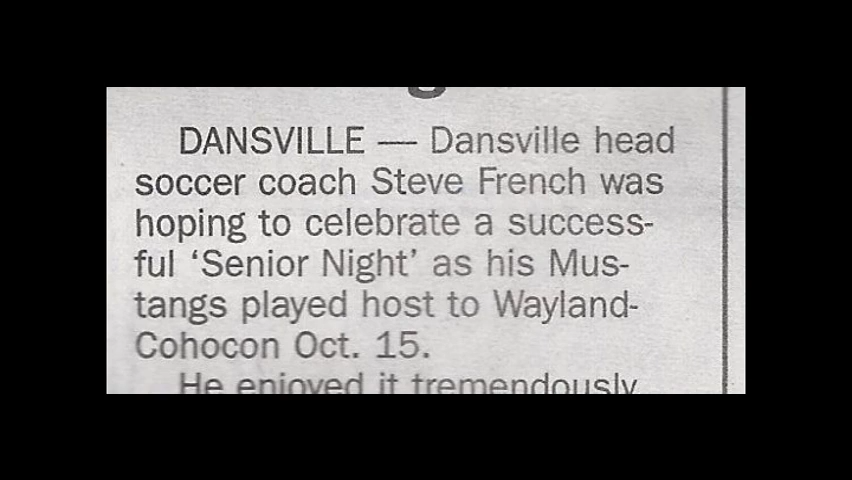 DANSVILLE — Dansville head
soccer coach Steve French was
hoping to celebrate a success-
ful ‘Senior Night’ as his Mus-
tangs played host to Wayland-
Cohocon Oct. 15.
He enjoyed it tremendously